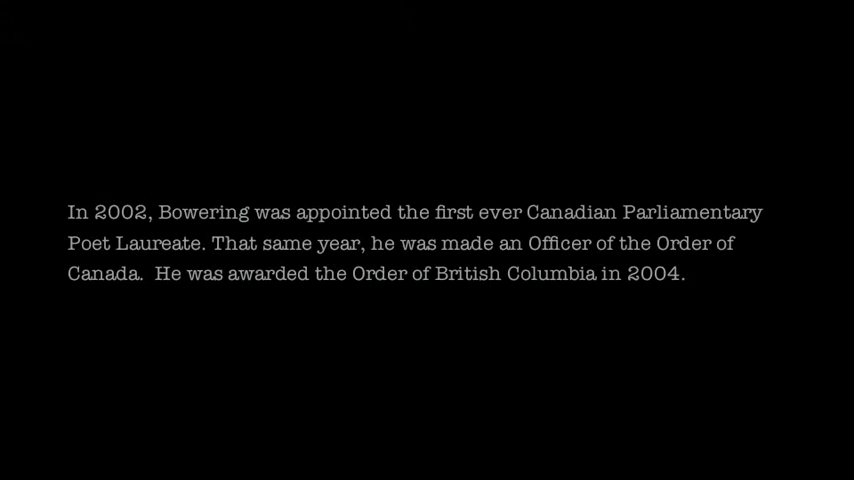 In 2002, Bowering was appointed the first ever Canadian Parliamentary
Poet Laureate. That same year, he was made an Officer of the Order of
Canada.  He was awarded the Order of British Columbia in 2004.